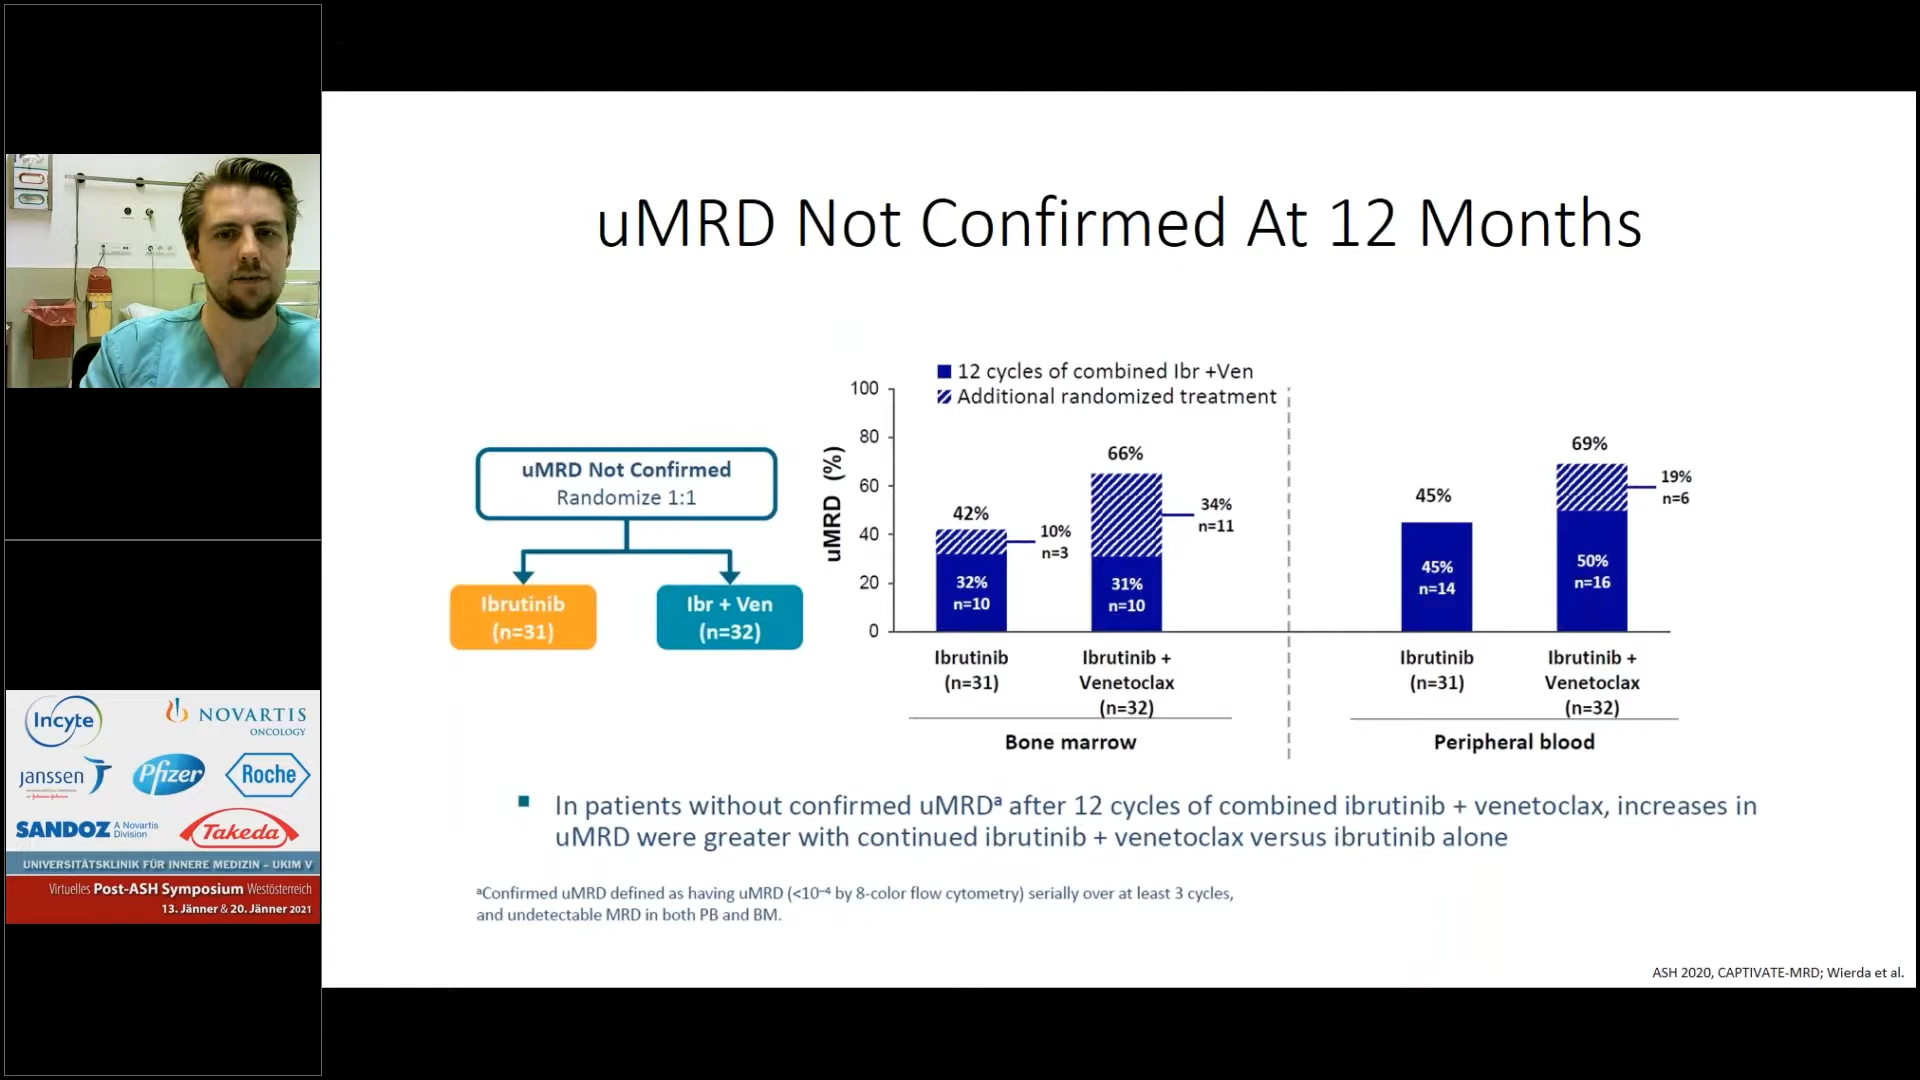 uMRD Not Confirmed At 12 Months
12 cycles of combined Ibr +Ven
Additional randomized treatment
uMRD Not Confirmed
Randomize 1:1
Ibrutinib
(n=31)
Ibr + Ven
(n=32)
uMRD (%)
100
80
60
40
20
0
42%
10%
n=3
32%
n=10
66%
34%
n=11
31%
n=10
45%
45%
n=14
69%
19%
n=6
50%
n=16
Ibrutinib
(n=31)
Ibrutinib +
Venetoclax
(n=32)
Bone marrow
Ibrutinib
(n=31)
Ibrutinib +
Venetoclax
(n=32)
Peripheral blood
In patients without confirmed uMRDᵃ after 12 cycles of combined ibrutinib + venetoclax, increases in
uMRD were greater with continued ibrutinib + venetoclax versus ibrutinib alone
ᵃConfirmed uMRD defined as having uMRD (<10⁻⁴ by 8-color flow cytometry) serially over at least 3 cycles,
and undetectable MRD in both PB and BM.
ASH 2020, CAPTIVATE-MRD; Wierda et al.
Incyte
NOVARTIS
ONCOLOGY
janssen
Pfizer
Roche
SANDOZ A Novartis
Division
Takeda
UNIVERSITÄTSKLINIK FÜR INNERE MEDIZIN – UKIM V
Virtuelles Post-ASH Symposium Westösterreich
13. Jänner & 20. Jänner 2021